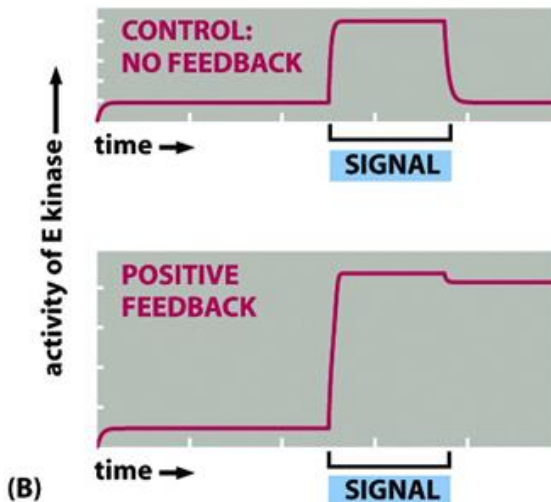 CONTROL:
NO FEEDBACK
time →
SIGNAL
activity of E kinase →
POSITIVE
FEEDBACK
time →
SIGNAL
(B)